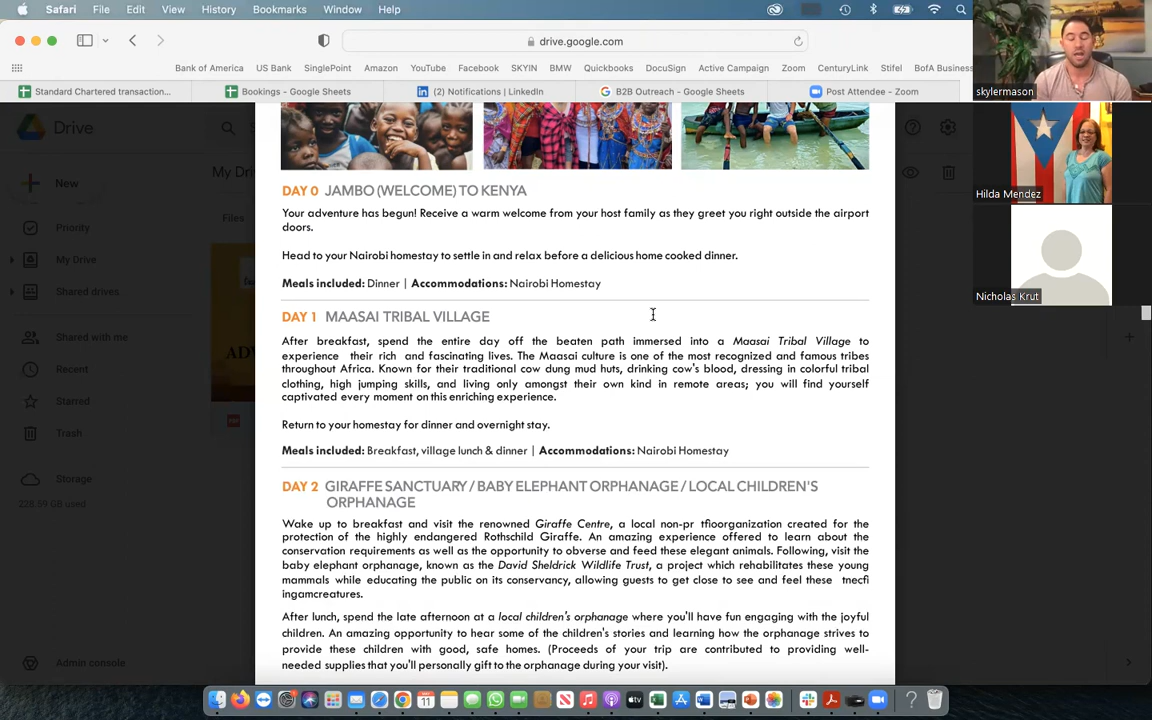 Safari File Edit View History Bookmarks Window Help
drive.google.com
Bank of America US Bank SinglePoint Amazon YouTube Facebook SKYIN BMW Quickbooks DocuSign Active Campaign Zoom CenturyLink Stifel BofA Business
Standard Chartered transaction... Bookings - Google Sheets (2) Notifications | LinkedIn B2B Outreach - Google Sheets Post Attendee - Zoom
skylermason
Hilda Mendez
Nicholas Krut
Drive
New
My Dri
Priority
Files
My Drive
Shared drives
Shared with me
Recent
Starred
Trash
Storage
228.59 GB used
Admin console
ADV
DAY 0 JAMBO (WELCOME) TO KENYA
Your adventure has begun! Receive a warm welcome from your host family as they greet you right outside the airport
doors.
Head to your Nairobi homestay to settle in and relax before a delicious home cooked dinner.
Meals included: Dinner | Accommodations: Nairobi Homestay
DAY 1 MAASAI TRIBAL VILLAGE
After breakfast, spend the entire day off the beaten path immersed into a Maasai Tribal Village to
experience their rich and fascinating lives. The Maasai culture is one of the most recognized and famous tribes
throughout Africa. Known for their traditional cow dung mud huts, drinking cow's blood, dressing in colorful tribal
clothing, high jumping skills, and living only amongst their own kind in remote areas; you will find yourself
captivated every moment on this enriching experience.
Return to your homestay for dinner and overnight stay.
Meals included: Breakfast, village lunch & dinner | Accommodations: Nairobi Homestay
DAY 2 GIRAFFE SANCTUARY / BABY ELEPHANT ORPHANAGE / LOCAL CHILDREN'S
ORPHANAGE
Wake up to breakfast and visit the renowned Giraffe Centre, a local non-pr tfioorganization created for the
protection of the highly endangered Rothschild Giraffe. An amazing experience offered to learn about the
conservation requirements as well as the opportunity to obverse and feed these elegant animals. Following, visit the
baby elephant orphanage, known as the David Sheldrick Wildlife Trust, a project which rehabilitates these young
mammals while educating the public on its conservancy, allowing guests to get close to see and feel these tnecfi
ingamcreatures.
After lunch, spend the late afternoon at a local children's orphanage where you'll have fun engaging with the joyful
children. An amazing opportunity to hear some of the children's stories and learning how the orphanage strives to
provide these children with good, safe homes. (Proceeds of your trip are contributed to providing well-
needed supplies that you'll personally gift to the orphanage during your visit).